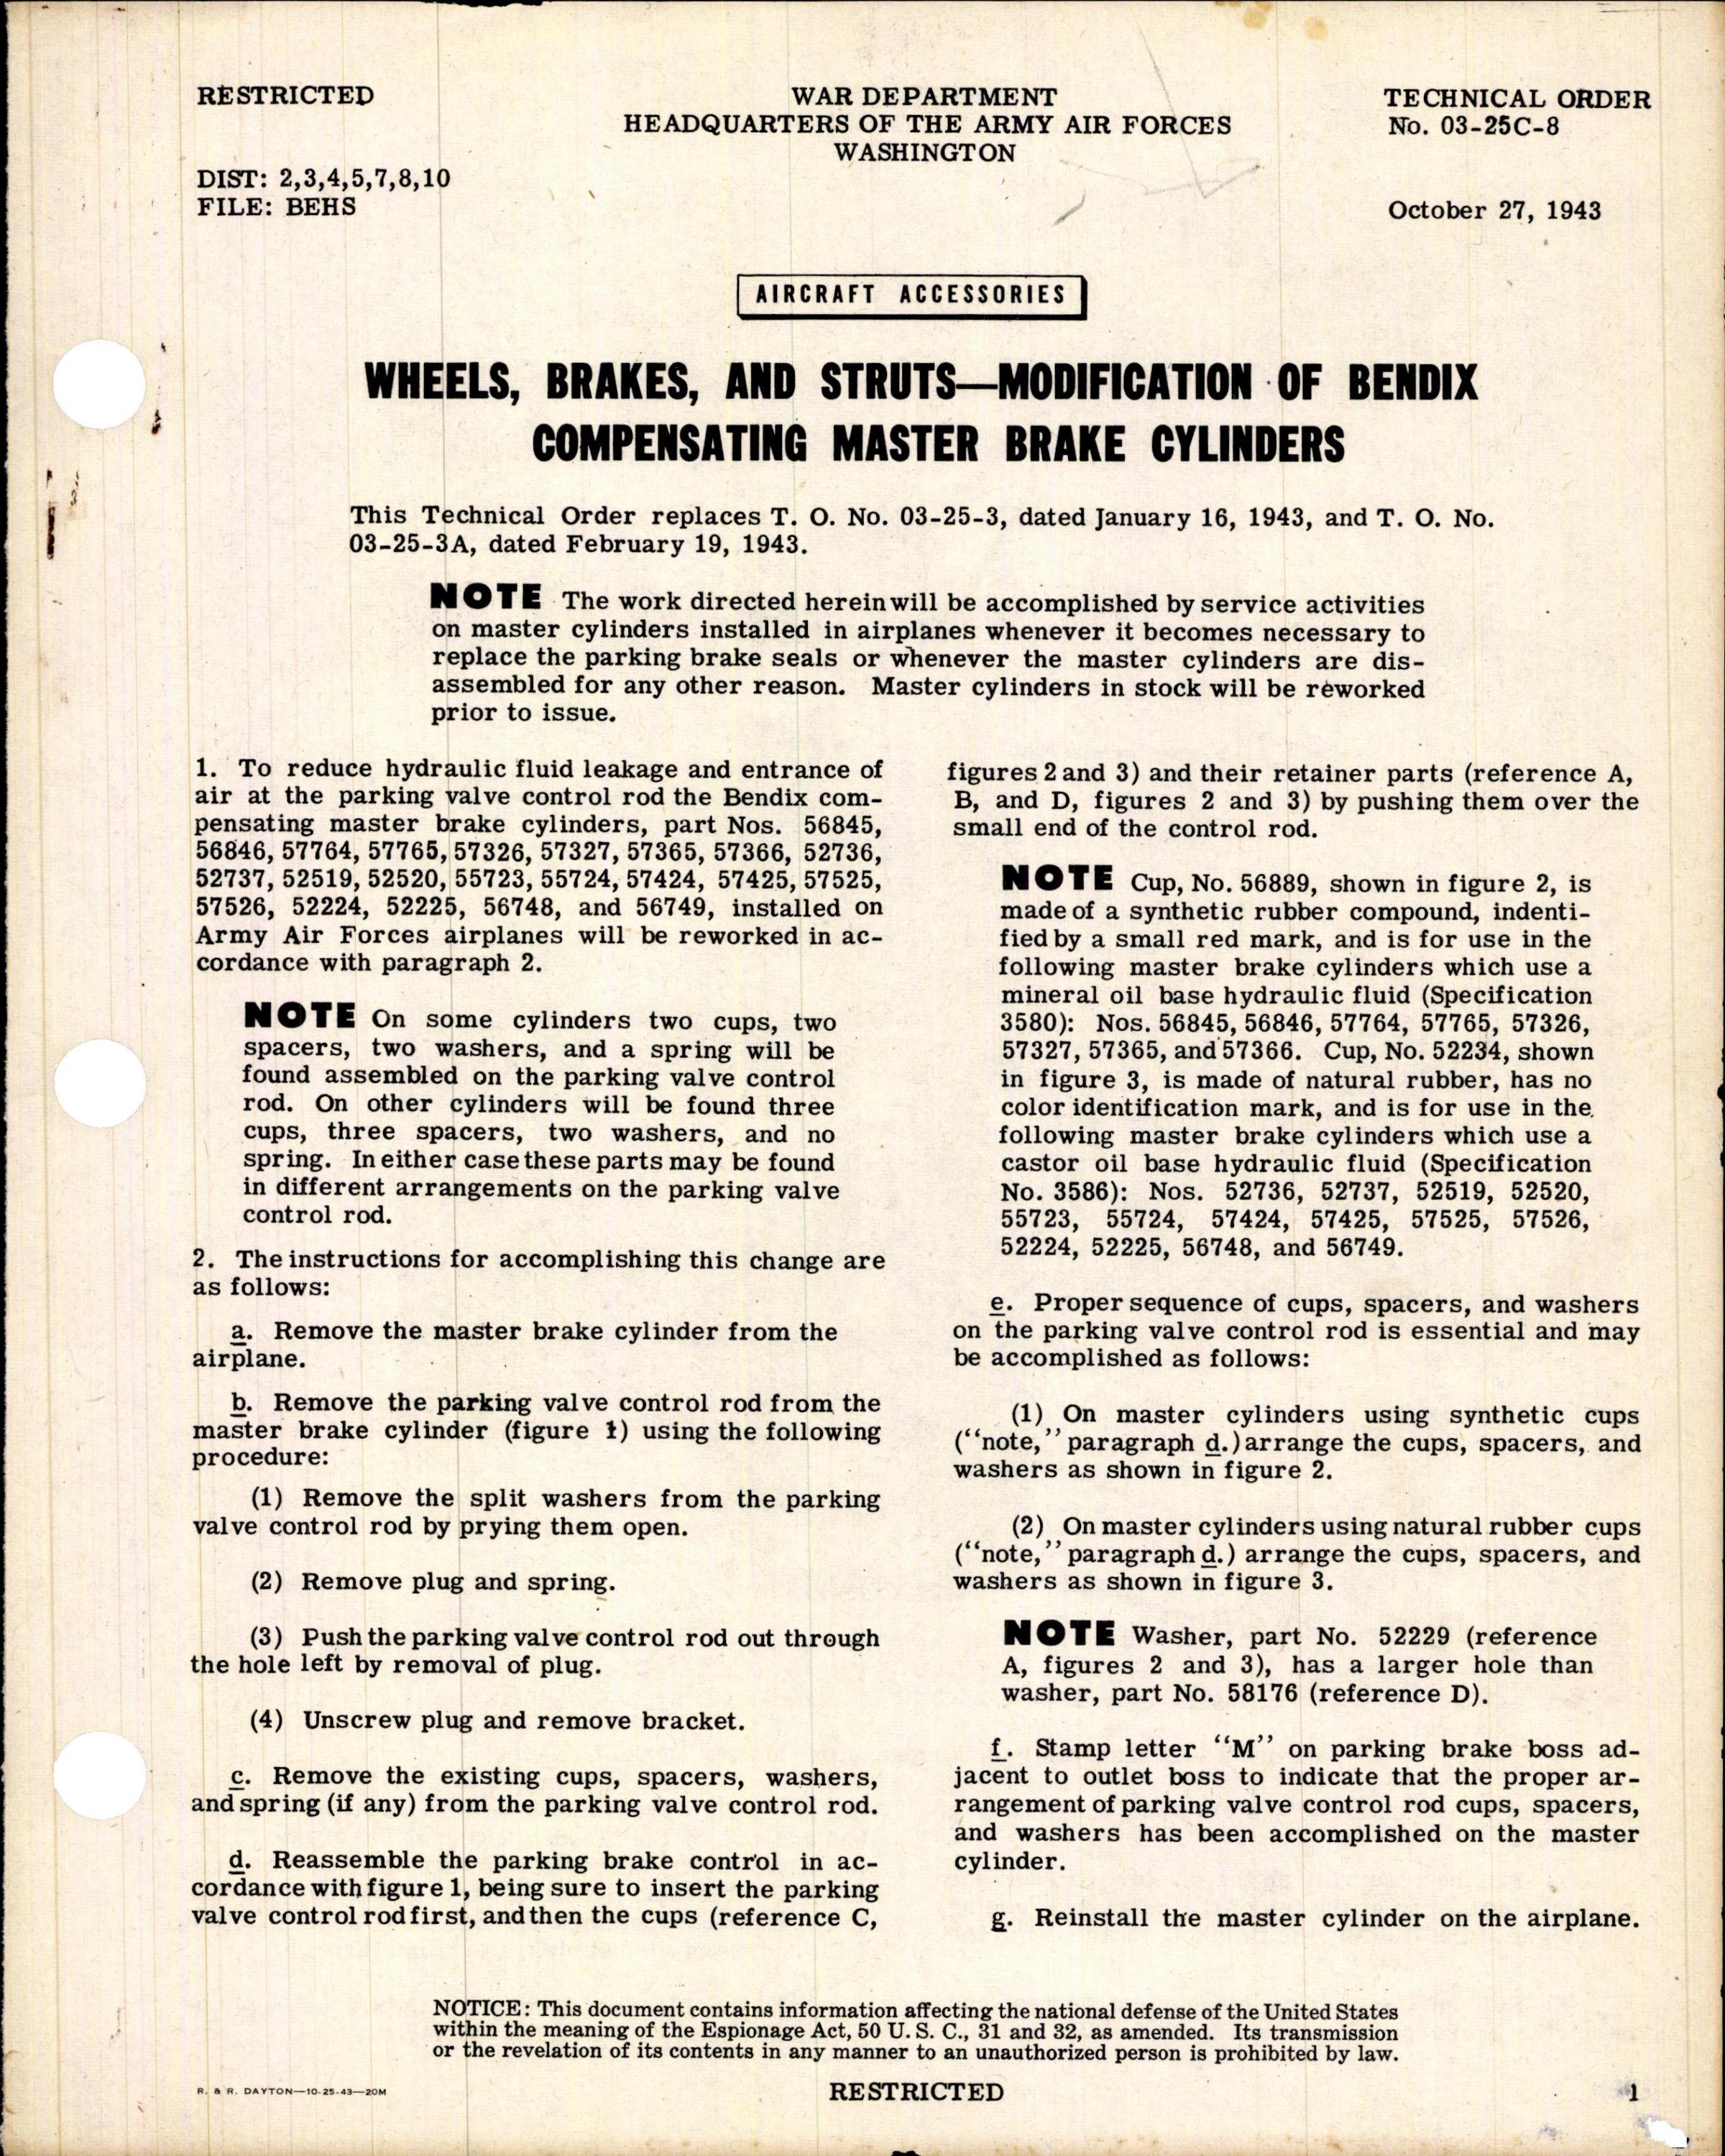 RESTRICTED
WAR DEPARTMENT
HEADQUARTERS OF THE ARMY AIR FORCES
WASHINGTON
TECHNICAL ORDER
No. 03-25C-8
DIST: 2,3,4,5,7,8,10
FILE: BEHS
October 27, 1943
AIRCRAFT ACCESSORIES
WHEELS, BRAKES, AND STRUTS—MODIFICATION OF BENDIX
COMPENSATING MASTER BRAKE CYLINDERS
This Technical Order replaces T. O. No. 03-25-3, dated January 16, 1943, and T. O. No.
03-25-3A, dated February 19, 1943.
NOTE The work directed herein will be accomplished by service activities
on master cylinders installed in airplanes whenever it becomes necessary to
replace the parking brake seals or whenever the master cylinders are dis-
assembled for any other reason. Master cylinders in stock will be reworked
prior to issue.
1. To reduce hydraulic fluid leakage and entrance of
air at the parking valve control rod the Bendix com-
pensating master brake cylinders, part Nos. 56845,
56846, 57764, 57765, 57326, 57327, 57365, 57366, 52736,
52737, 52519, 52520, 55723, 55724, 57424, 57425, 57525,
57526, 52224, 52225, 56748, and 56749, installed on
Army Air Forces airplanes will be reworked in ac-
cordance with paragraph 2.
NOTE On some cylinders two cups, two
spacers, two washers, and a spring will be
found assembled on the parking valve control
rod. On other cylinders will be found three
cups, three spacers, two washers, and no
spring. In either case these parts may be found
in different arrangements on the parking valve
control rod.
2. The instructions for accomplishing this change are
as follows:
a. Remove the master brake cylinder from the
airplane.
b. Remove the parking valve control rod from the
master brake cylinder (figure 1) using the following
procedure:
(1) Remove the split washers from the parking
valve control rod by prying them open.
(2) Remove plug and spring.
(3) Push the parking valve control rod out through
the hole left by removal of plug.
(4) Unscrew plug and remove bracket.
c. Remove the existing cups, spacers, washers,
and spring (if any) from the parking valve control rod.
d. Reassemble the parking brake control in ac-
cordance with figure 1, being sure to insert the parking
valve control rod first, and then the cups (reference C,
figures 2 and 3) and their retainer parts (reference A,
B, and D, figures 2 and 3) by pushing them over the
small end of the control rod.
NOTE Cup, No. 56889, shown in figure 2, is
made of a synthetic rubber compound, indenti-
fied by a small red mark, and is for use in the
following master brake cylinders which use a
mineral oil base hydraulic fluid (Specification
3580): Nos. 56845, 56846, 57764, 57765, 57326,
57327, 57365, and 57366. Cup, No. 52234, shown
in figure 3, is made of natural rubber, has no
color identification mark, and is for use in the
following master brake cylinders which use a
castor oil base hydraulic fluid (Specification
No. 3586): Nos. 52736, 52737, 52519, 52520,
55723, 55724, 57424, 57425, 57525, 57526,
52224, 52225, 56748, and 56749.
e. Proper sequence of cups, spacers, and washers
on the parking valve control rod is essential and may
be accomplished as follows:
(1) On master cylinders using synthetic cups
("note," paragraph d.) arrange the cups, spacers, and
washers as shown in figure 2.
(2) On master cylinders using natural rubber cups
("note," paragraph d.) arrange the cups, spacers, and
washers as shown in figure 3.
NOTE Washer, part No. 52229 (reference
A, figures 2 and 3), has a larger hole than
washer, part No. 58176 (reference D).
f. Stamp letter "M" on parking brake boss ad-
jacent to outlet boss to indicate that the proper ar-
rangement of parking valve control rod cups, spacers,
and washers has been accomplished on the master
cylinder.
g. Reinstall the master cylinder on the airplane.
NOTICE: This document contains information affecting the national defense of the United States
within the meaning of the Espionage Act, 50 U. S. C., 31 and 32, as amended. Its transmission
or the revelation of its contents in any manner to an unauthorized person is prohibited by law.
R. & R. DAYTON—10-25-43—20M
RESTRICTED
1